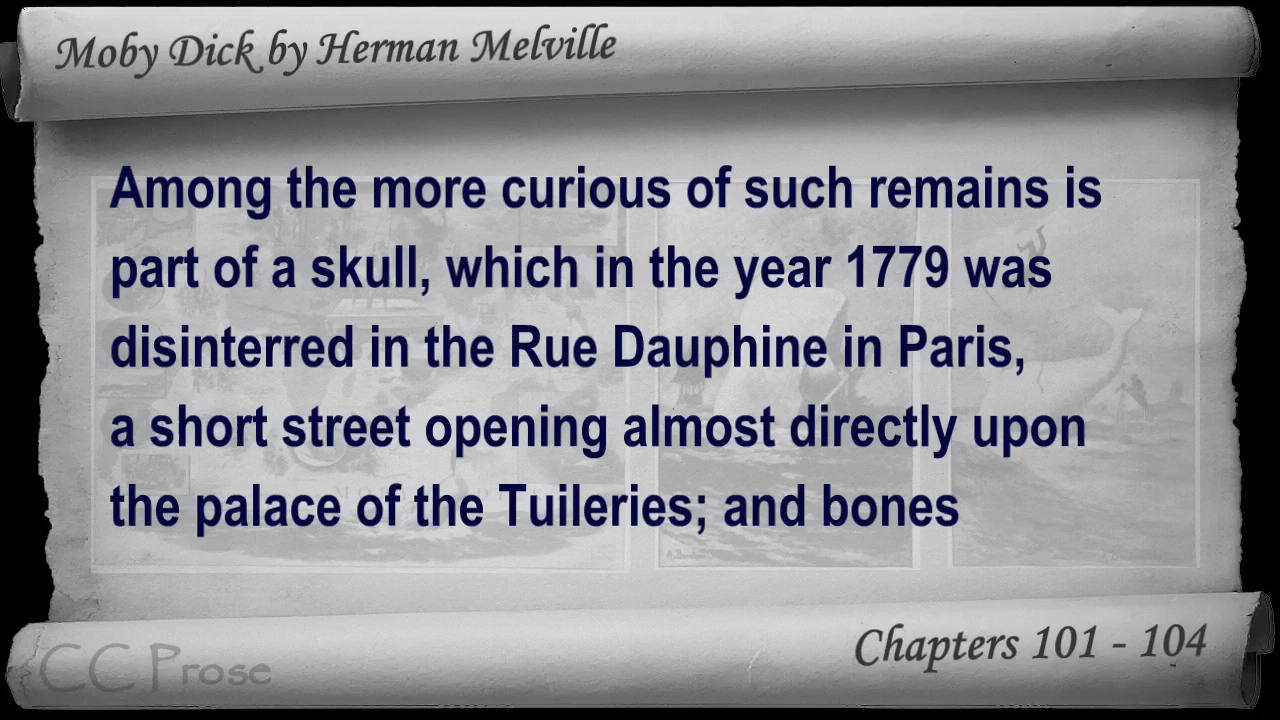 Moby Dick by Herman Melville
Among the more curious of such remains is
part of a skull, which in the year 1779 was
disinterred in the Rue Dauphine in Paris,
a short street opening almost directly upon
the palace of the Tuileries; and bones
Chapters 101 - 104
CC Prose